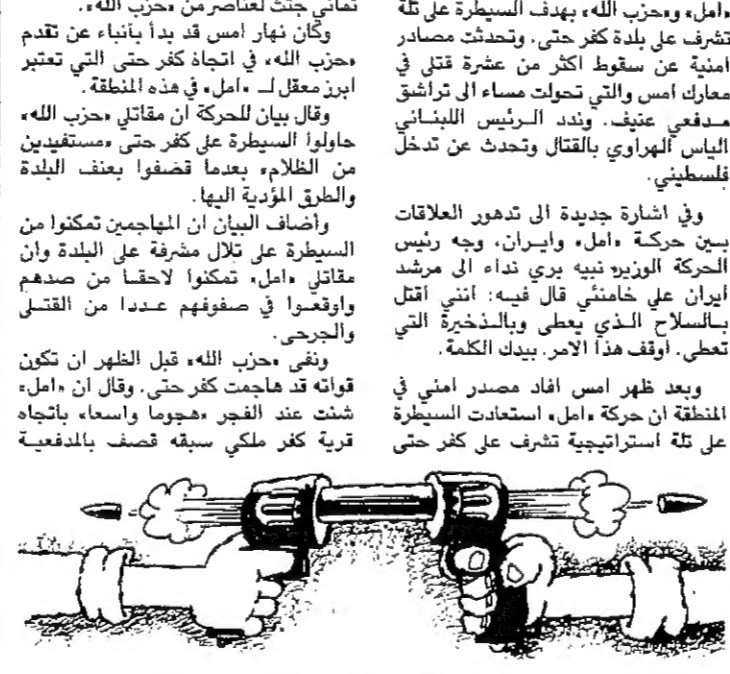 «امل» و«حزب الله» بهدف السيطرة على تلة
تشرف على بلدة كفر حتى. وتحدثت مصادر
امنية عن سقوط اكثر من عشرة قتلى في
معارك امس والتي تحولت مساء الى تراشق
مدفعي عنيف. وندد الرئيس اللبناني
الياس الهراوي بالقتال وتحدث عن تدخل
فلسطيني.
وفي اشارة جديدة الى تدهور العلاقات
بين حركة «امل» وايران، وجه رئيس
الحركة الوزير نبيه بري نداء الى مرشد
ايران علي خامنئي قال فيه: انني أقتل
بالسلاح الذي يعطى وبالذخيرة التي
تعطى. اوقف هذا الامر. بيدك الكلمة.
وبعد ظهر امس افاد مصدر امني في
المنطقة ان حركة «امل» استعادت السيطرة
على تلة استراتيجية تشرف على كفر حتى
ثماني جثث لعناصر من «حزب الله».
وكان نهار امس قد بدأ بأنباء عن تقدم
«حزب الله» في اتجاه كفر حتى التي تعتبر
ابرز معقل لـ «امل» في هذه المنطقة.
وقال بيان للحركة ان مقاتلي «حزب الله»
حاولوا السيطرة على كفر حتى «مستفيدين
من الظلام» بعدما قصفوا بعنف البلدة
والطرق المؤدية اليها.
وأضاف البيان ان المهاجمين تمكنوا من
السيطرة على تلال مشرفة على البلدة وان
مقاتلي «امل» تمكنوا لاحقا من صدهم
واوقعوا في صفوفهم عددا من القتلى
والجرحى.
ونفى «حزب الله» قبل الظهر ان تكون
قواته قد هاجمت كفر حتى. وقال ان «امل»
شنت عند الفجر «هجوما واسعا» باتجاه
قرية كفر ملكي سبقه قصف بالمدفعية